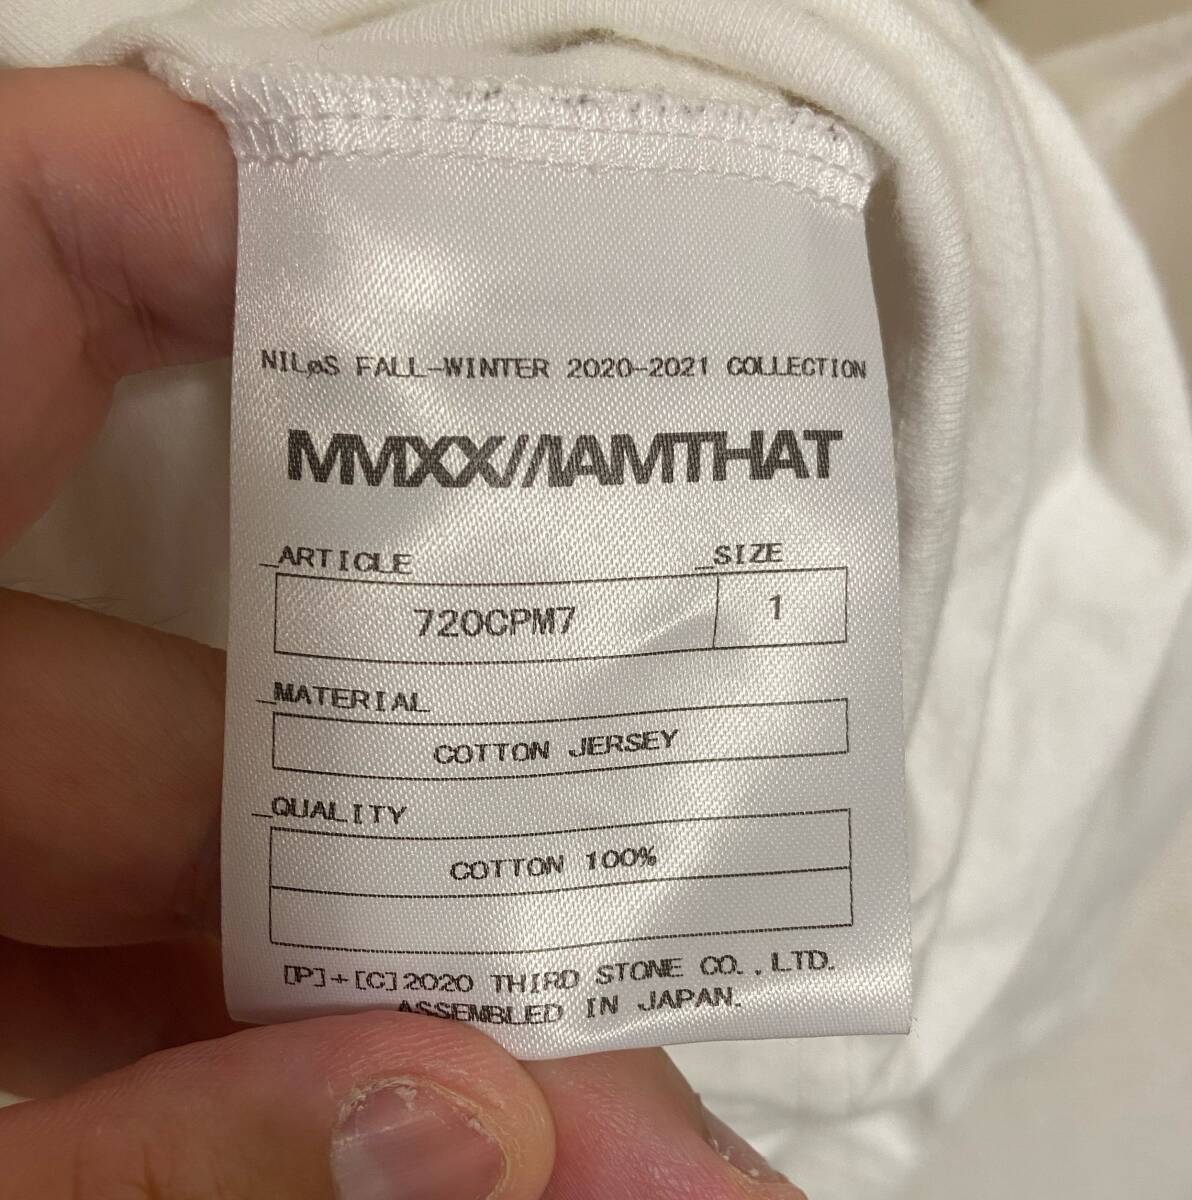 NILøS FALL-WINTER 2020-2021 COLLECTION
MMXX//IAMTHAT
_ARTICLE _SIZE
720CPM7 1
_MATERIAL
COTTON JERSEY
_QUALITY
COTTON 100%
[P]+[C]2020 THIRD STONE CO.,LTD.
ASSEMBLED IN JAPAN.